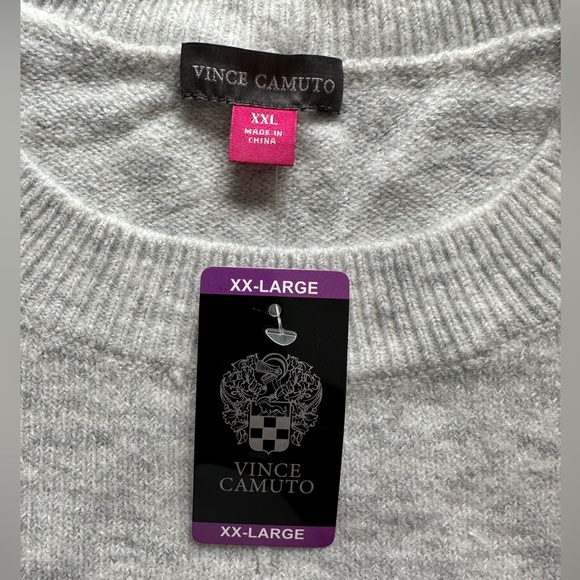 VINCE CAMUTO
XXL
MADE IN
CHINA
XX-LARGE
VINCE
CAMUTO
XX-LARGE